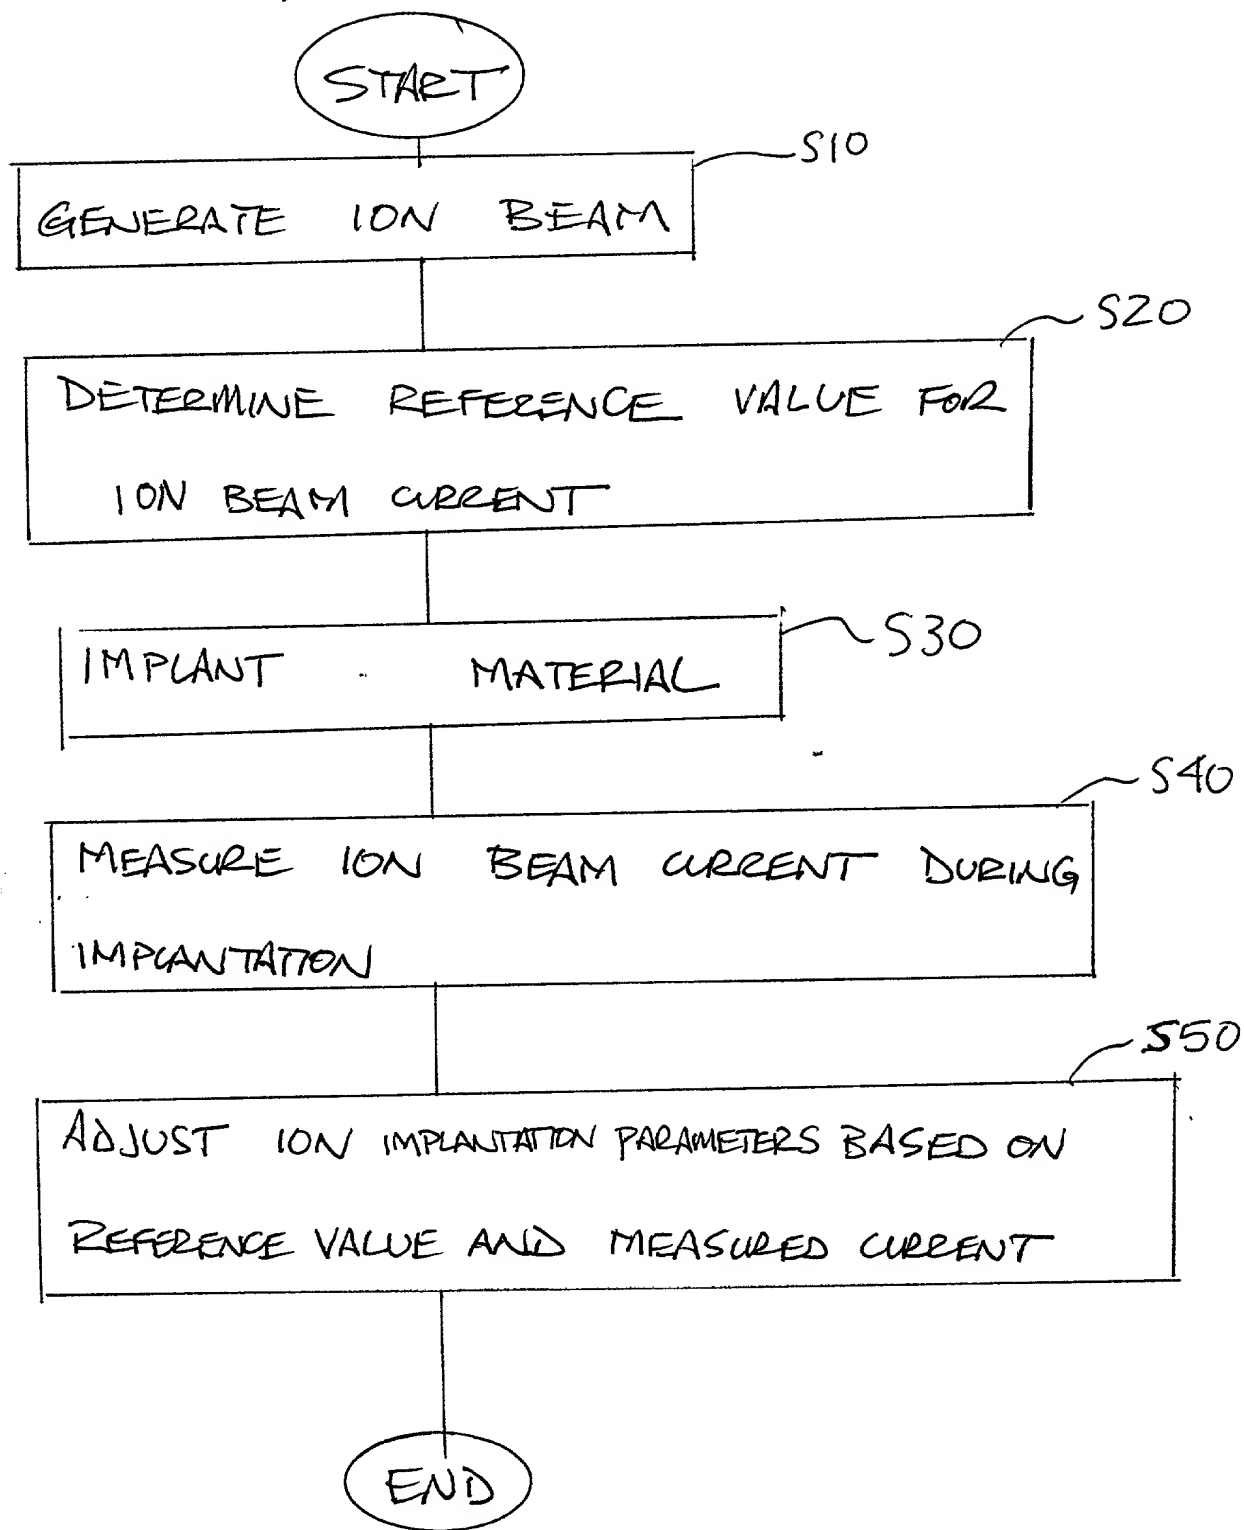 START
S10
GENERATE ION BEAM
S20
DETERMINE REFERENCE VALUE FOR
ION BEAM CURRENT
S30
IMPLANT MATERIAL
S40
MEASURE ION BEAM CURRENT DURING
IMPLANTATION
S50
ADJUST ION IMPLANTATION PARAMETERS BASED ON
REFERENCE VALUE AND MEASURED CURRENT
END